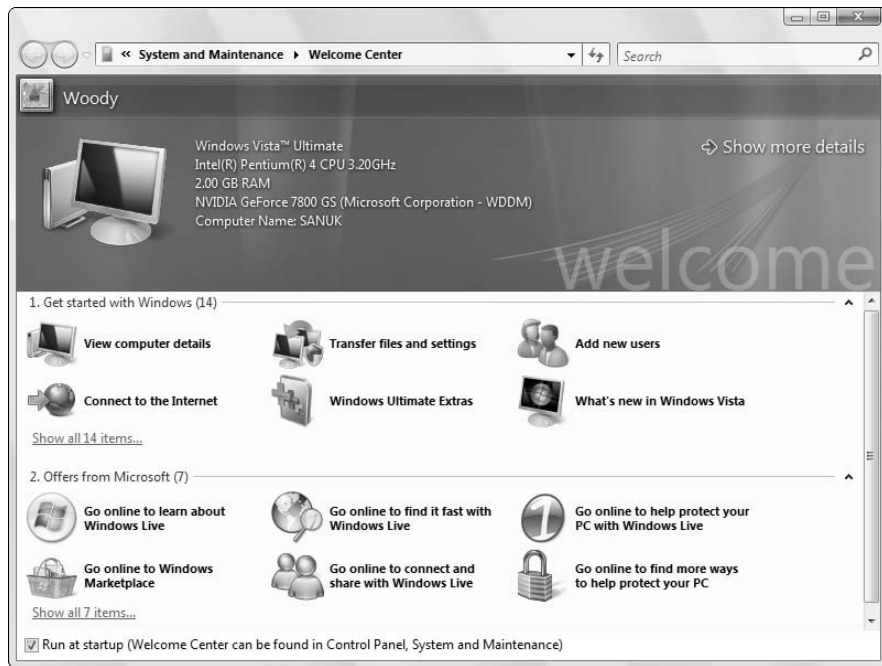 « System and Maintenance ▸ Welcome Center
Search
Woody
Windows Vista™ Ultimate
Intel(R) Pentium(R) 4 CPU 3.20GHz
2.00 GB RAM
NVIDIA GeForce 7800 GS (Microsoft Corporation - WDDM)
Computer Name: SANUK
Show more details
welcome
1. Get started with Windows (14)
View computer details
Transfer files and settings
Add new users
Connect to the Internet
Windows Ultimate Extras
What's new in Windows Vista
Show all 14 items...
2. Offers from Microsoft (7)
Go online to learn about
Windows Live
Go online to find it fast with
Windows Live
1
Go online to help protect your
PC with Windows Live
Go online to Windows
Marketplace
Go online to connect and
share with Windows Live
Go online to find more ways
to help protect your PC
Show all 7 items...
Run at startup (Welcome Center can be found in Control Panel, System and Maintenance)